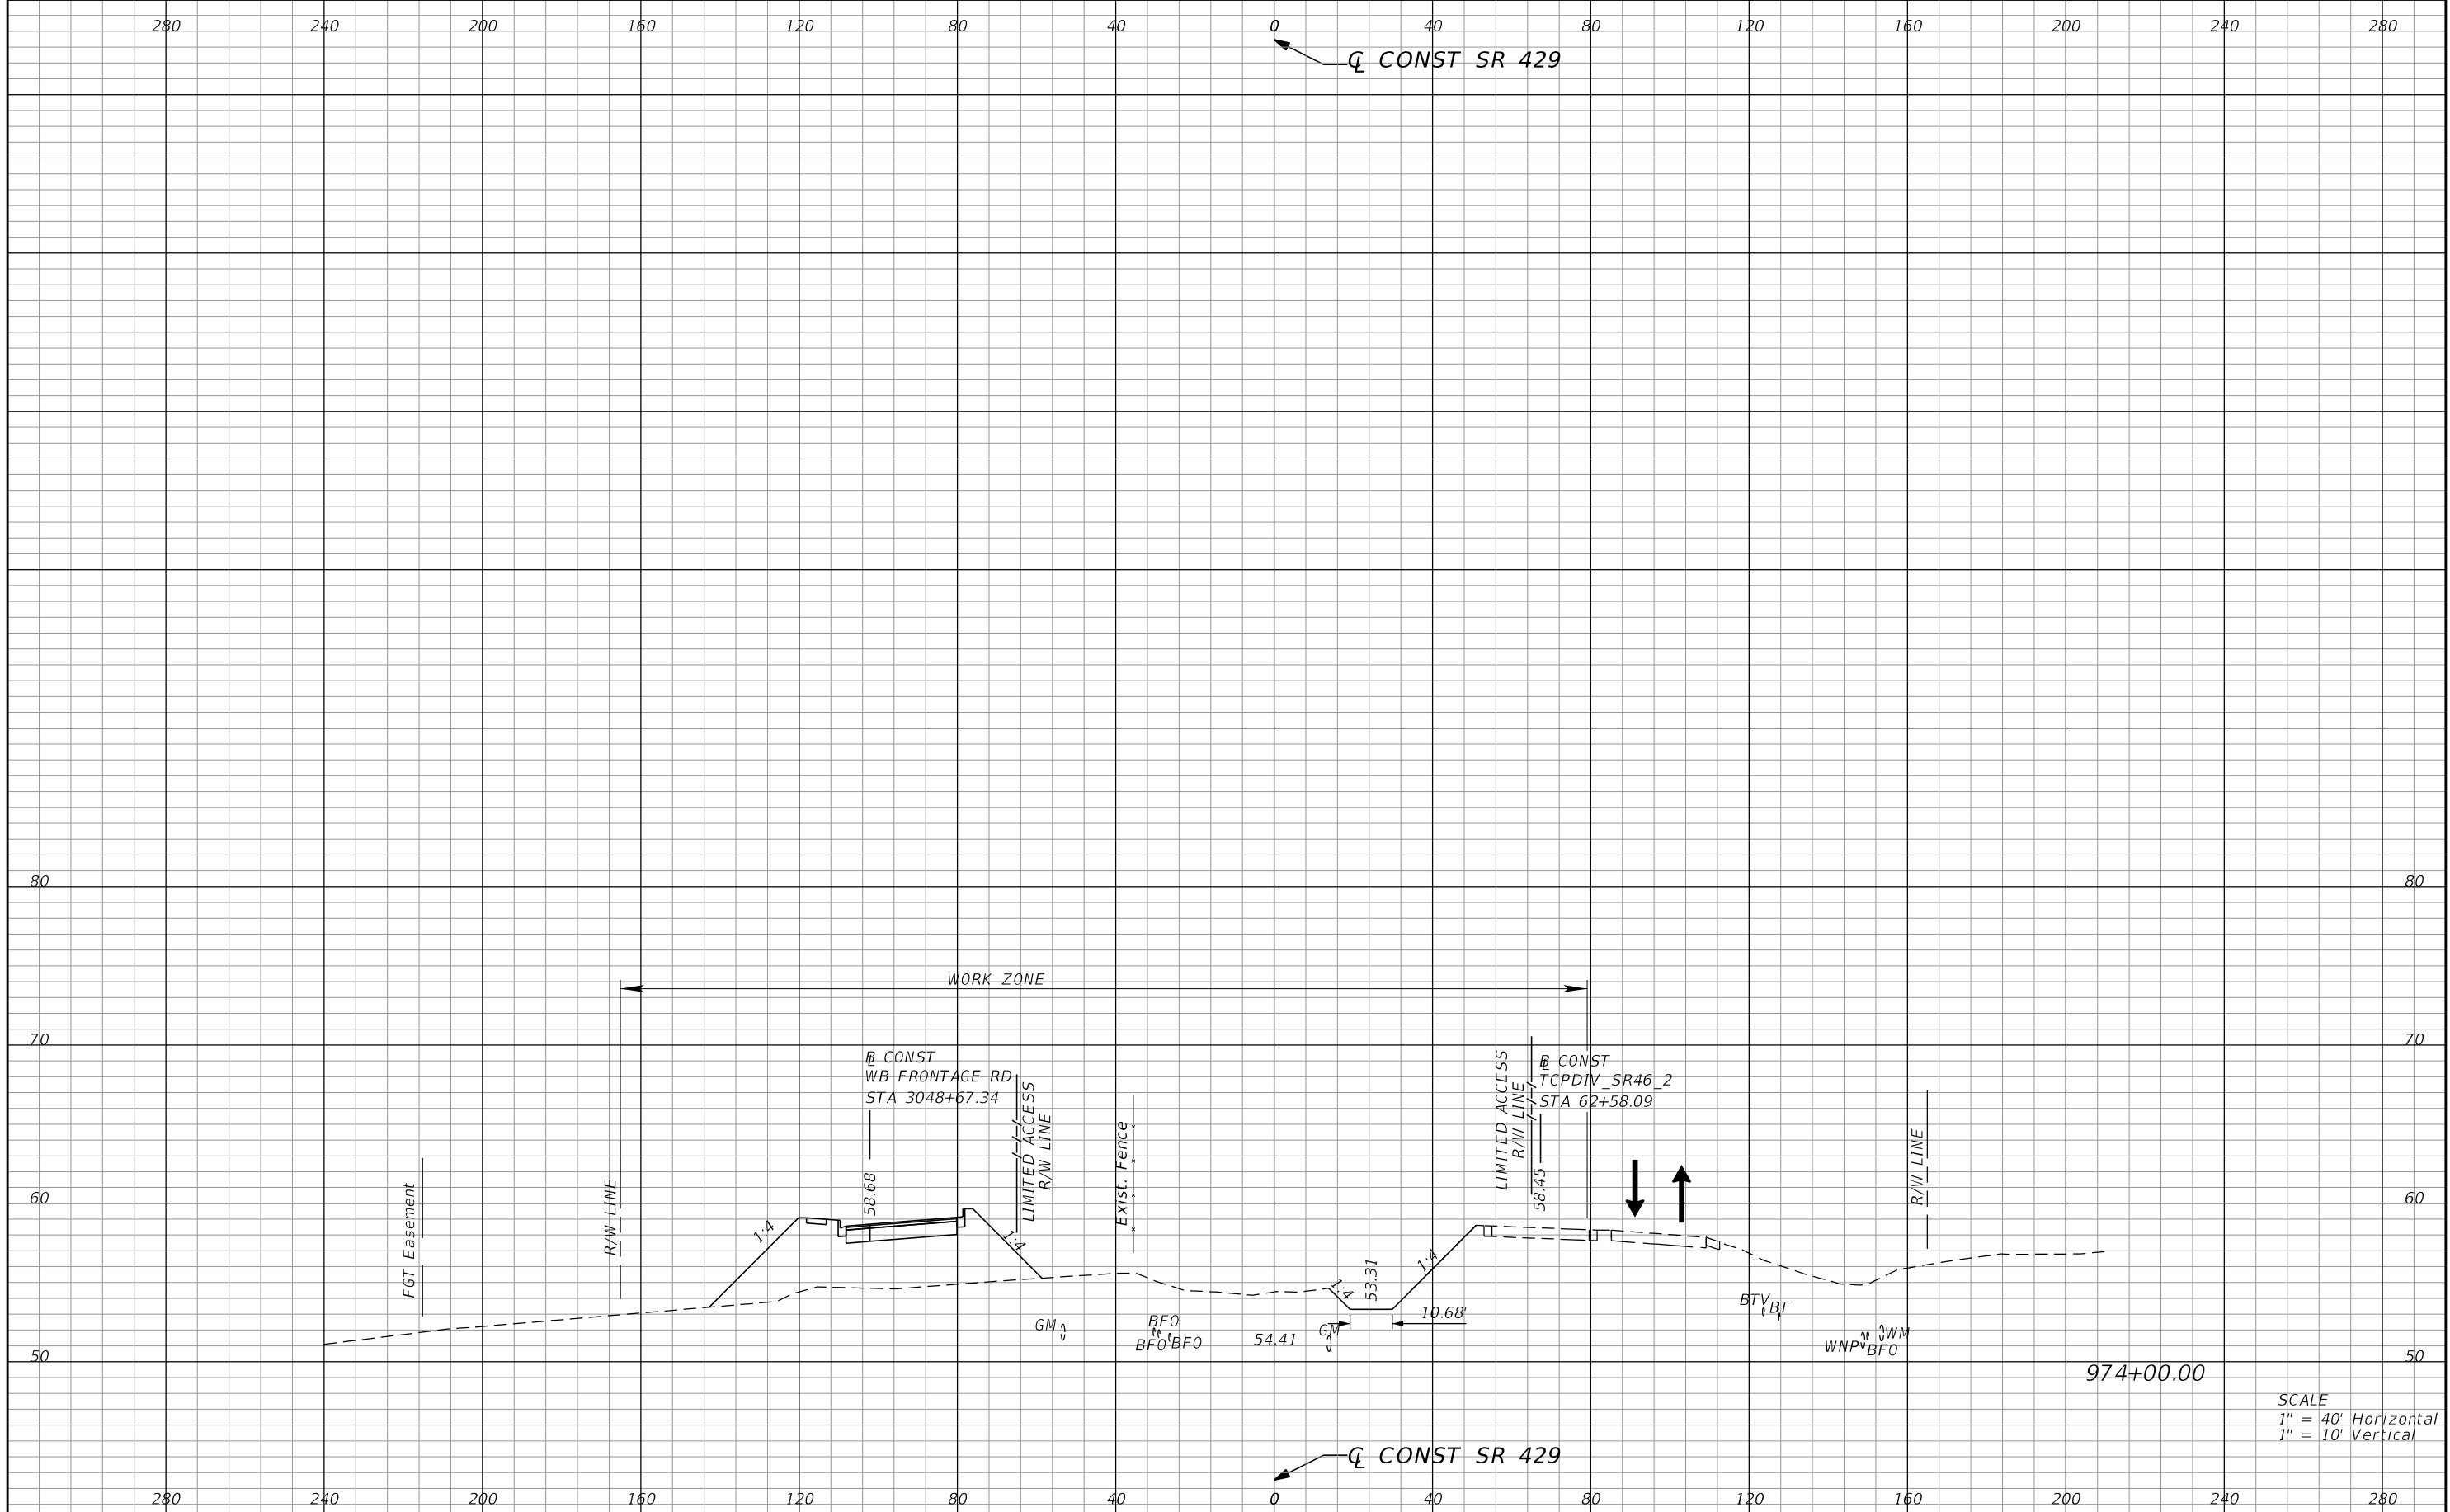 280 240 200 160 120 80 40 0 40 80 120 160 200 240 280
℄ CONST SR 429
80 80
WORK ZONE
70 70
BL CONST
WB FRONTAGE RD
STA 3048+67.34
58.68
LIMITED ACCESS
R/W LINE
Exist. Fence
LIMITED ACCESS
R/W LINE
BL CONST
TCPDIV_SR46_2
STA 62+58.09
58.45
R/W LINE
60 60
FGT Easement
R/W LINE
1:4
1:4
1:4
53.31
1:4
10.68'
GM
BFO
BFO
BFO
54.41
GM
BTV
BT
WNP
BFO
WM
50 50
974+00.00
SCALE
1" = 40' Horizontal
1" = 10' Vertical
℄ CONST SR 429
280 240 200 160 120 80 40 0 40 80 120 160 200 240 280